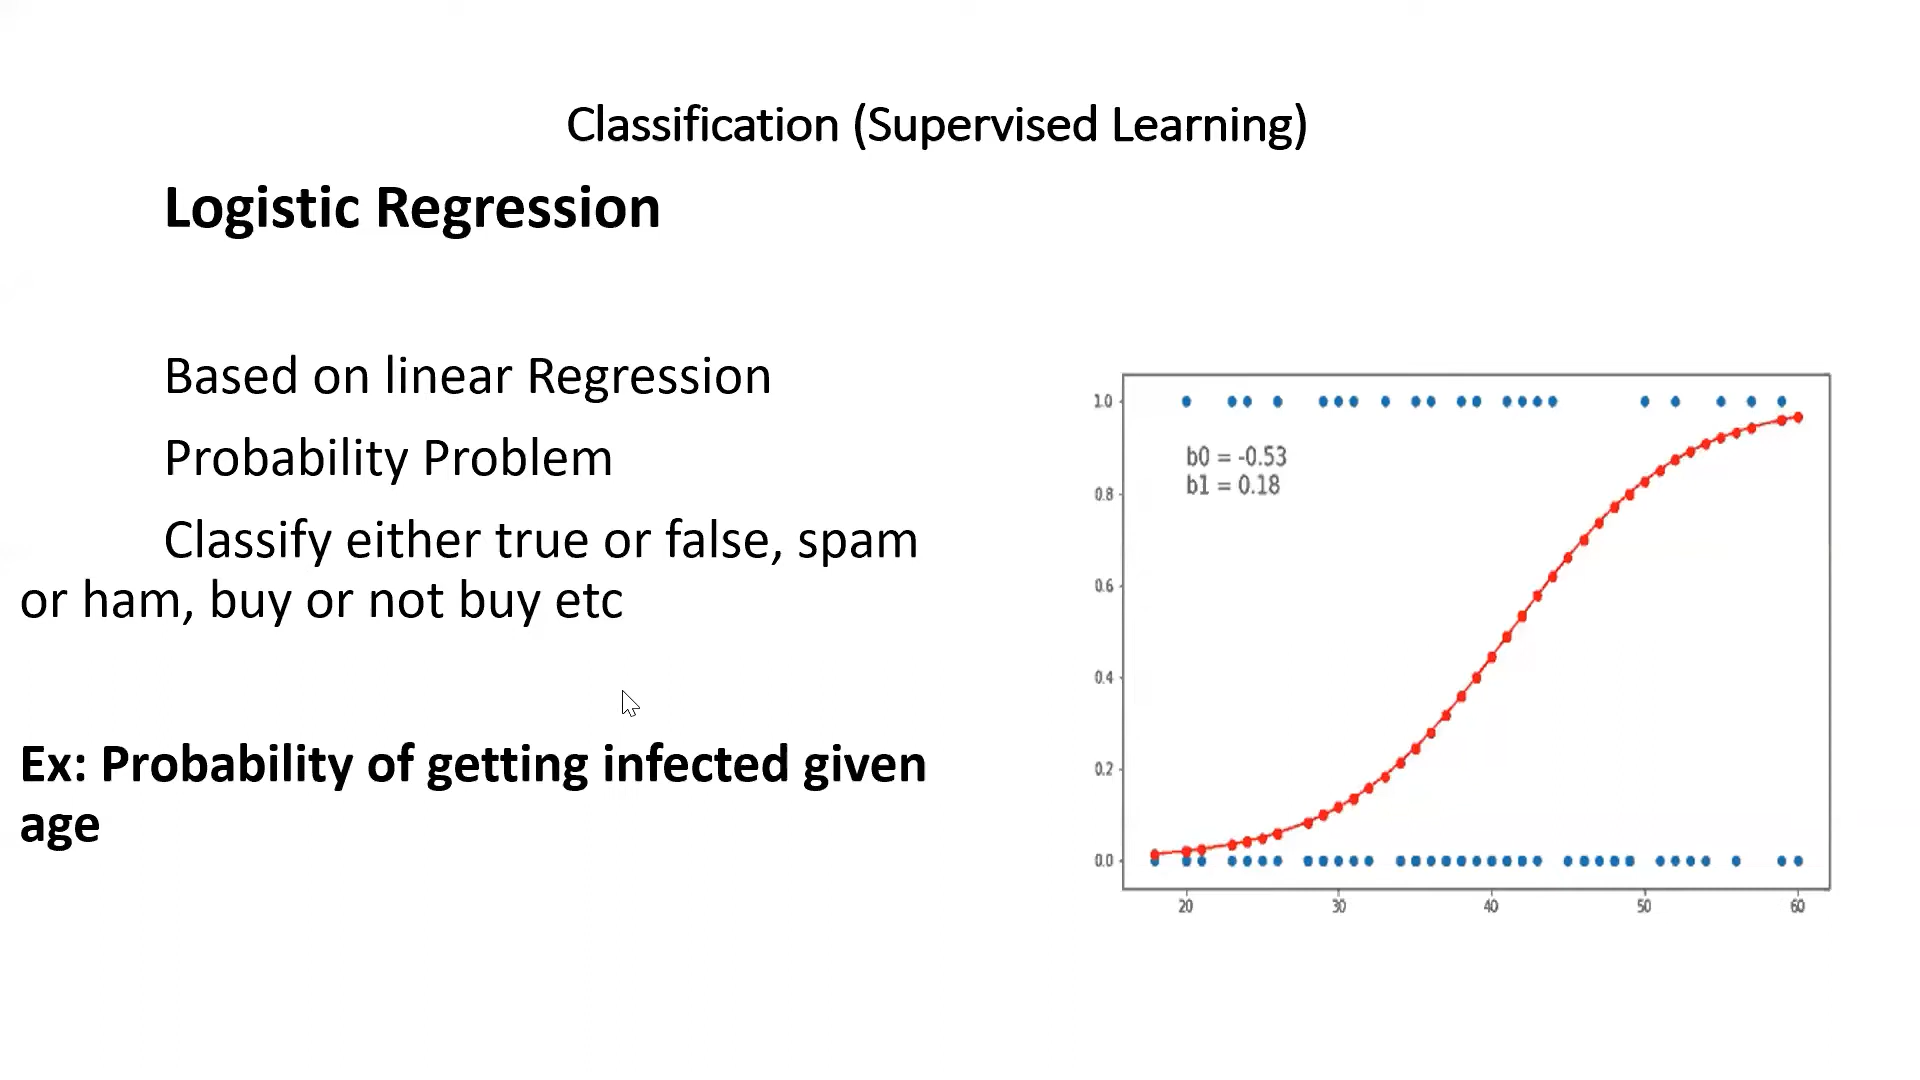 Classification (Supervised Learning)
Logistic Regression
Based on linear Regression
Probability Problem
Classify either true or false, spam
or ham, buy or not buy etc
Ex: Probability of getting infected given
age
1.0
b0 = -0.53
b1 = 0.18
0.8
0.6
0.4
0.2
0.0
20 30 40 50 60